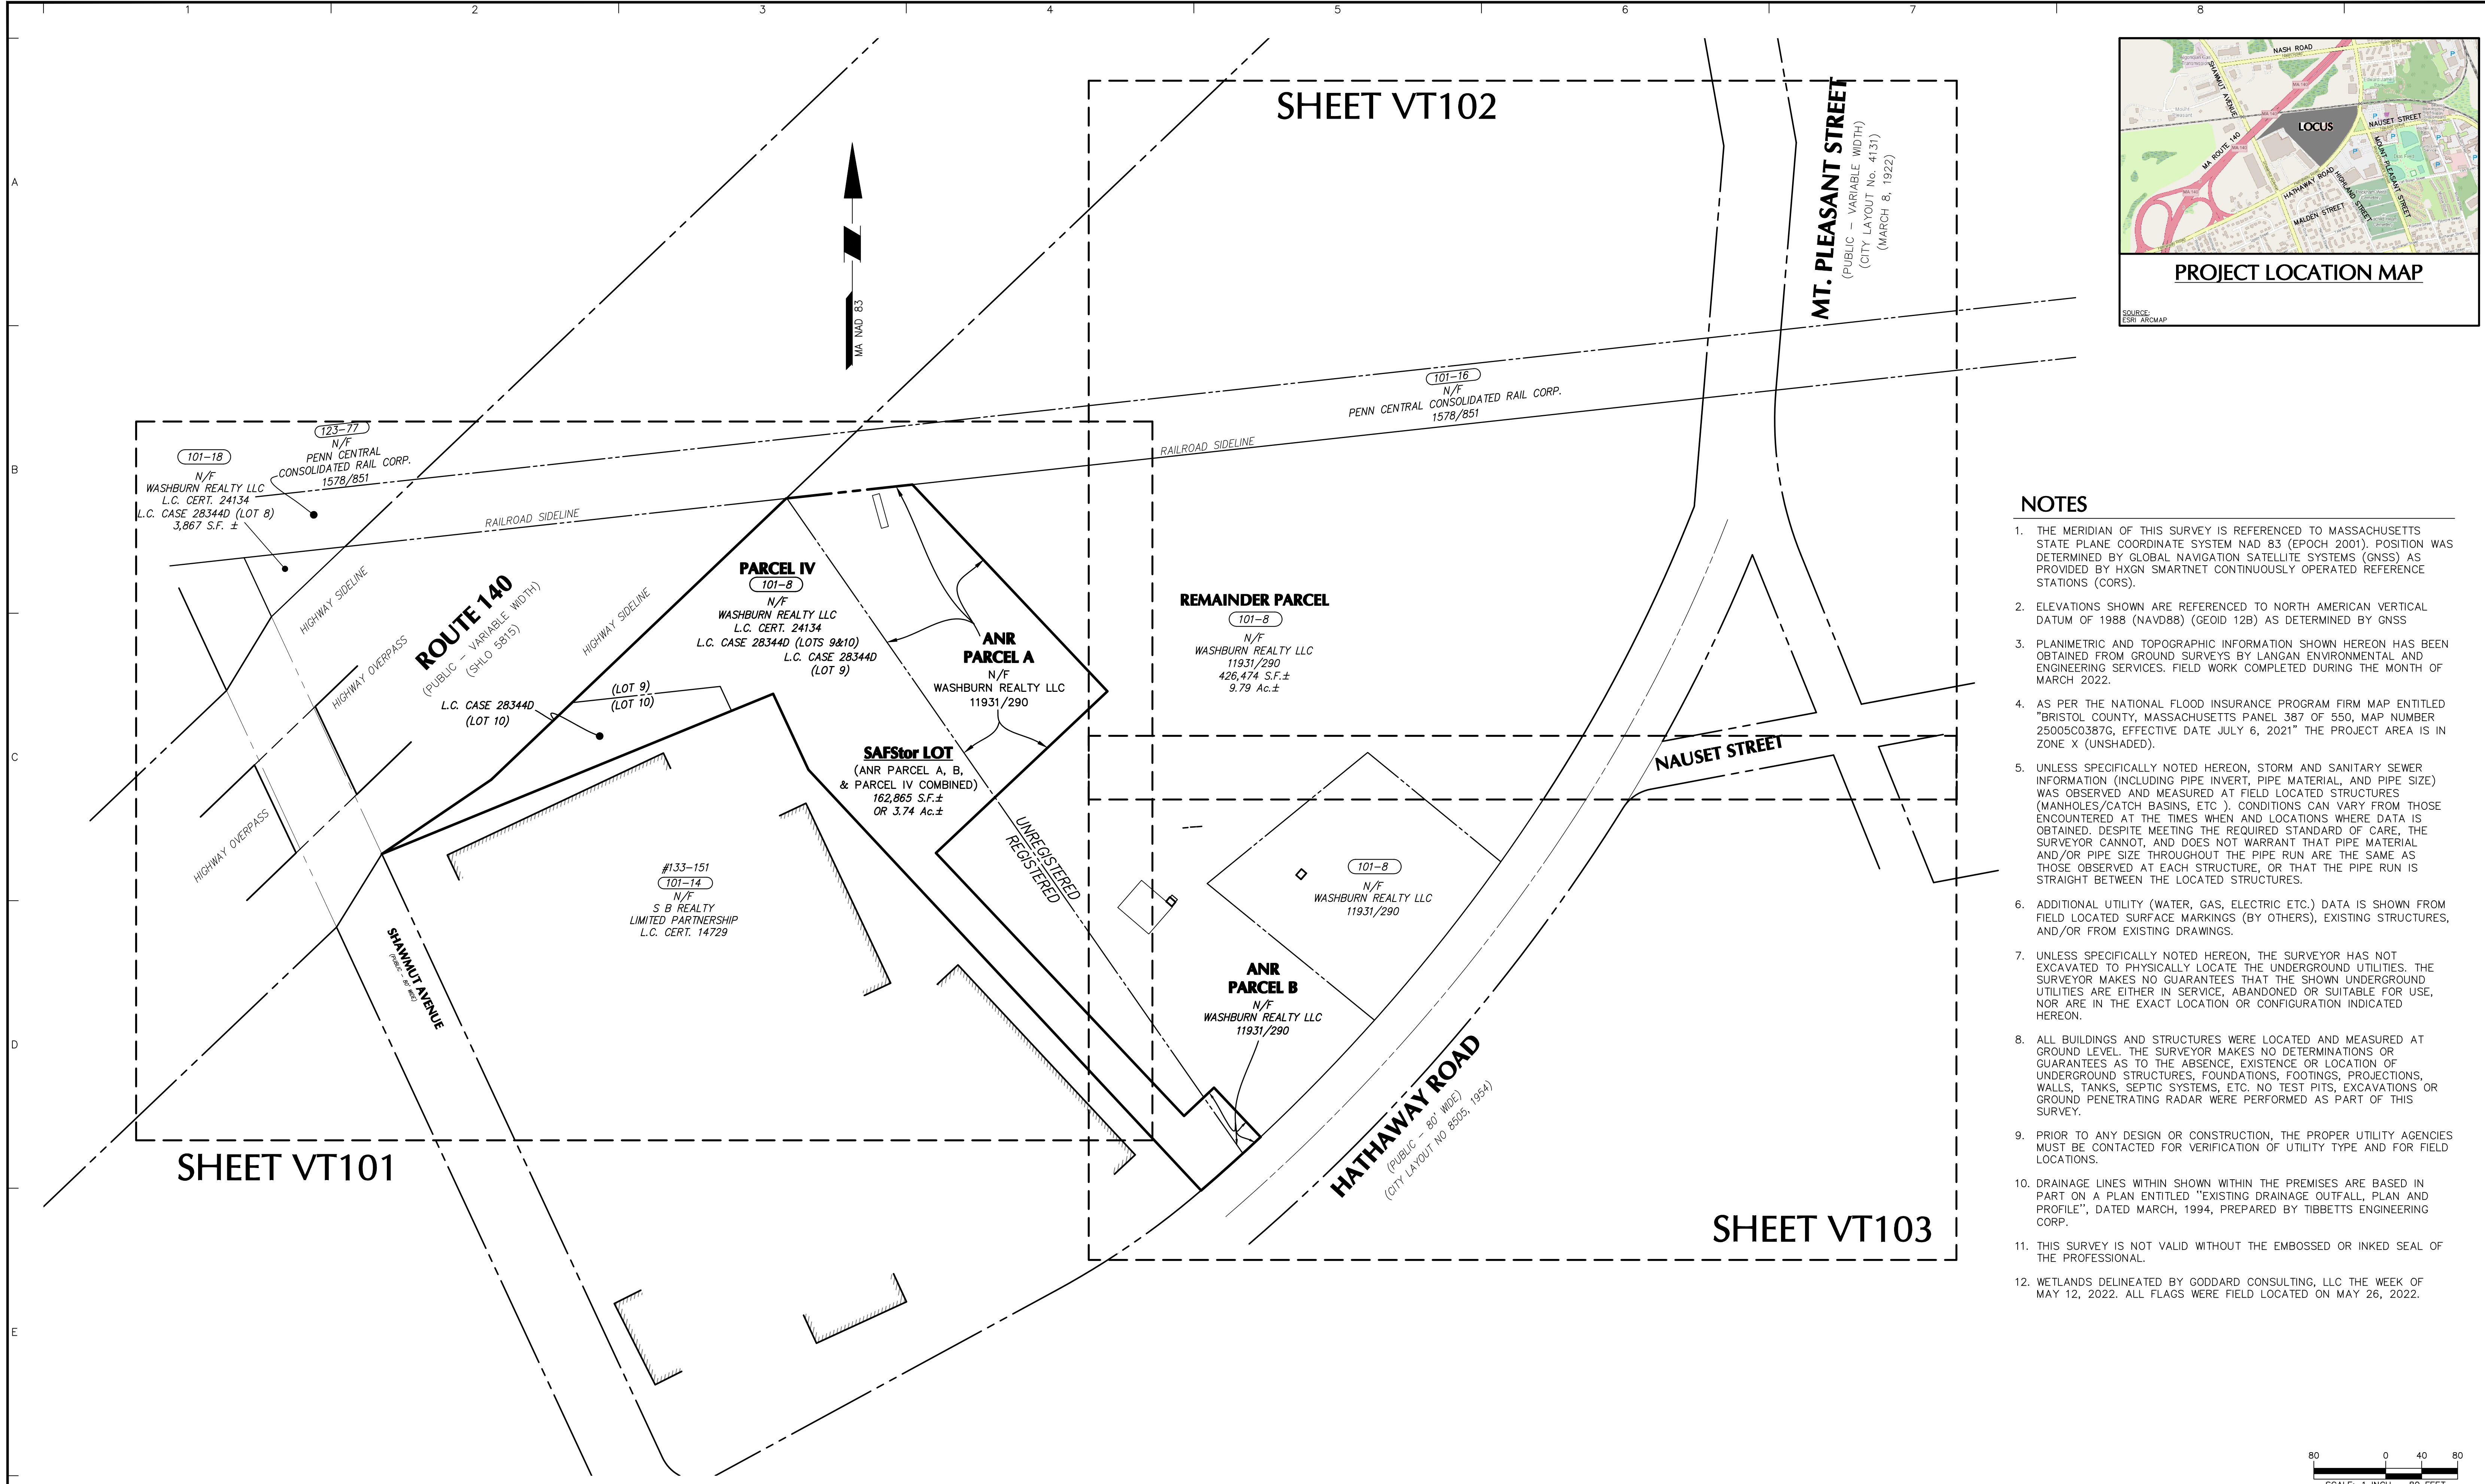 1 2 3 4 5 6 7 8
A
B
C
D
E
SHEET VT102
MT. PLEASANT STREET
(PUBLIC – VARIABLE WIDTH)
(CITY LAYOUT No. 4131)
(MARCH 8, 1922)
MA NAD 83
101-16
N/F
PENN CENTRAL CONSOLIDATED RAIL CORP.
1578/851
RAILROAD SIDELINE
123-77
N/F
PENN CENTRAL
CONSOLIDATED RAIL CORP.
1578/851
101-18
N/F
WASHBURN REALTY LLC
L.C. CERT. 24134
L.C. CASE 28344D (LOT 8)
3,867 S.F. ±
RAILROAD SIDELINE
HIGHWAY SIDELINE
ROUTE 140
(PUBLIC – VARIABLE WIDTH)
(SHLO 5815)
HIGHWAY SIDELINE
HIGHWAY OVERPASS
HIGHWAY OVERPASS
PARCEL IV
101-8
N/F
WASHBURN REALTY LLC
L.C. CERT. 24134
L.C. CASE 28344D (LOTS 9&10)
L.C. CASE 28344D
(LOT 9)
(LOT 9)
(LOT 10)
L.C. CASE 28344D
(LOT 10)
ANR
PARCEL A
N/F
WASHBURN REALTY LLC
11931/290
SAFStor LOT
(ANR PARCEL A, B,
& PARCEL IV COMBINED)
162,865 S.F.±
OR 3.74 Ac.±
REMAINDER PARCEL
101-8
N/F
WASHBURN REALTY LLC
11931/290
426,474 S.F.±
9.79 Ac.±
NAUSET STREET
UNREGISTERED
REGISTERED
#133-151
101-14
N/F
S B REALTY
LIMITED PARTNERSHIP
L.C. CERT. 14729
101-8
N/F
WASHBURN REALTY LLC
11931/290
SHAWMUT AVENUE
(PUBLIC – 80' WIDE)
ANR
PARCEL B
N/F
WASHBURN REALTY LLC
11931/290
HATHAWAY ROAD
(PUBLIC – 80' WIDE)
(CITY LAYOUT NO 8505, 1954)
SHEET VT101
SHEET VT103
NASH ROAD
SHAWMUT AVENUE
MA 140
LOCUS
NAUSET STREET
MA ROUTE 140
MOUNT PLEASANT STREET
HATHAWAY ROAD
HIGHLAND STREET
MALDEN STREET
PROJECT LOCATION MAP
SOURCE:
ESRI ARCMAP
NOTES
1. THE MERIDIAN OF THIS SURVEY IS REFERENCED TO MASSACHUSETTS
STATE PLANE COORDINATE SYSTEM NAD 83 (EPOCH 2001). POSITION WAS
DETERMINED BY GLOBAL NAVIGATION SATELLITE SYSTEMS (GNSS) AS
PROVIDED BY HXGN SMARTNET CONTINUOUSLY OPERATED REFERENCE
STATIONS (CORS).
2. ELEVATIONS SHOWN ARE REFERENCED TO NORTH AMERICAN VERTICAL
DATUM OF 1988 (NAVD88) (GEOID 12B) AS DETERMINED BY GNSS
3. PLANIMETRIC AND TOPOGRAPHIC INFORMATION SHOWN HEREON HAS BEEN
OBTAINED FROM GROUND SURVEYS BY LANGAN ENVIRONMENTAL AND
ENGINEERING SERVICES. FIELD WORK COMPLETED DURING THE MONTH OF
MARCH 2022.
4. AS PER THE NATIONAL FLOOD INSURANCE PROGRAM FIRM MAP ENTITLED
"BRISTOL COUNTY, MASSACHUSETTS PANEL 387 OF 550, MAP NUMBER
25005C0387G, EFFECTIVE DATE JULY 6, 2021" THE PROJECT AREA IS IN
ZONE X (UNSHADED).
5. UNLESS SPECIFICALLY NOTED HEREON, STORM AND SANITARY SEWER
INFORMATION (INCLUDING PIPE INVERT, PIPE MATERIAL, AND PIPE SIZE)
WAS OBSERVED AND MEASURED AT FIELD LOCATED STRUCTURES
(MANHOLES/CATCH BASINS, ETC ). CONDITIONS CAN VARY FROM THOSE
ENCOUNTERED AT THE TIMES WHEN AND LOCATIONS WHERE DATA IS
OBTAINED. DESPITE MEETING THE REQUIRED STANDARD OF CARE, THE
SURVEYOR CANNOT, AND DOES NOT WARRANT THAT PIPE MATERIAL
AND/OR PIPE SIZE THROUGHOUT THE PIPE RUN ARE THE SAME AS
THOSE OBSERVED AT EACH STRUCTURE, OR THAT THE PIPE RUN IS
STRAIGHT BETWEEN THE LOCATED STRUCTURES.
6. ADDITIONAL UTILITY (WATER, GAS, ELECTRIC ETC.) DATA IS SHOWN FROM
FIELD LOCATED SURFACE MARKINGS (BY OTHERS), EXISTING STRUCTURES,
AND/OR FROM EXISTING DRAWINGS.
7. UNLESS SPECIFICALLY NOTED HEREON, THE SURVEYOR HAS NOT
EXCAVATED TO PHYSICALLY LOCATE THE UNDERGROUND UTILITIES. THE
SURVEYOR MAKES NO GUARANTEES THAT THE SHOWN UNDERGROUND
UTILITIES ARE EITHER IN SERVICE, ABANDONED OR SUITABLE FOR USE,
NOR ARE IN THE EXACT LOCATION OR CONFIGURATION INDICATED
HEREON.
8. ALL BUILDINGS AND STRUCTURES WERE LOCATED AND MEASURED AT
GROUND LEVEL. THE SURVEYOR MAKES NO DETERMINATIONS OR
GUARANTEES AS TO THE ABSENCE, EXISTENCE OR LOCATION OF
UNDERGROUND STRUCTURES, FOUNDATIONS, FOOTINGS, PROJECTIONS,
WALLS, TANKS, SEPTIC SYSTEMS, ETC. NO TEST PITS, EXCAVATIONS OR
GROUND PENETRATING RADAR WERE PERFORMED AS PART OF THIS
SURVEY.
9. PRIOR TO ANY DESIGN OR CONSTRUCTION, THE PROPER UTILITY AGENCIES
MUST BE CONTACTED FOR VERIFICATION OF UTILITY TYPE AND FOR FIELD
LOCATIONS.
10. DRAINAGE LINES WITHIN SHOWN WITHIN THE PREMISES ARE BASED IN
PART ON A PLAN ENTITLED "EXISTING DRAINAGE OUTFALL, PLAN AND
PROFILE", DATED MARCH, 1994, PREPARED BY TIBBETTS ENGINEERING
CORP.
11. THIS SURVEY IS NOT VALID WITHOUT THE EMBOSSED OR INKED SEAL OF
THE PROFESSIONAL.
12. WETLANDS DELINEATED BY GODDARD CONSULTING, LLC THE WEEK OF
MAY 12, 2022. ALL FLAGS WERE FIELD LOCATED ON MAY 26, 2022.
80 0 40 80